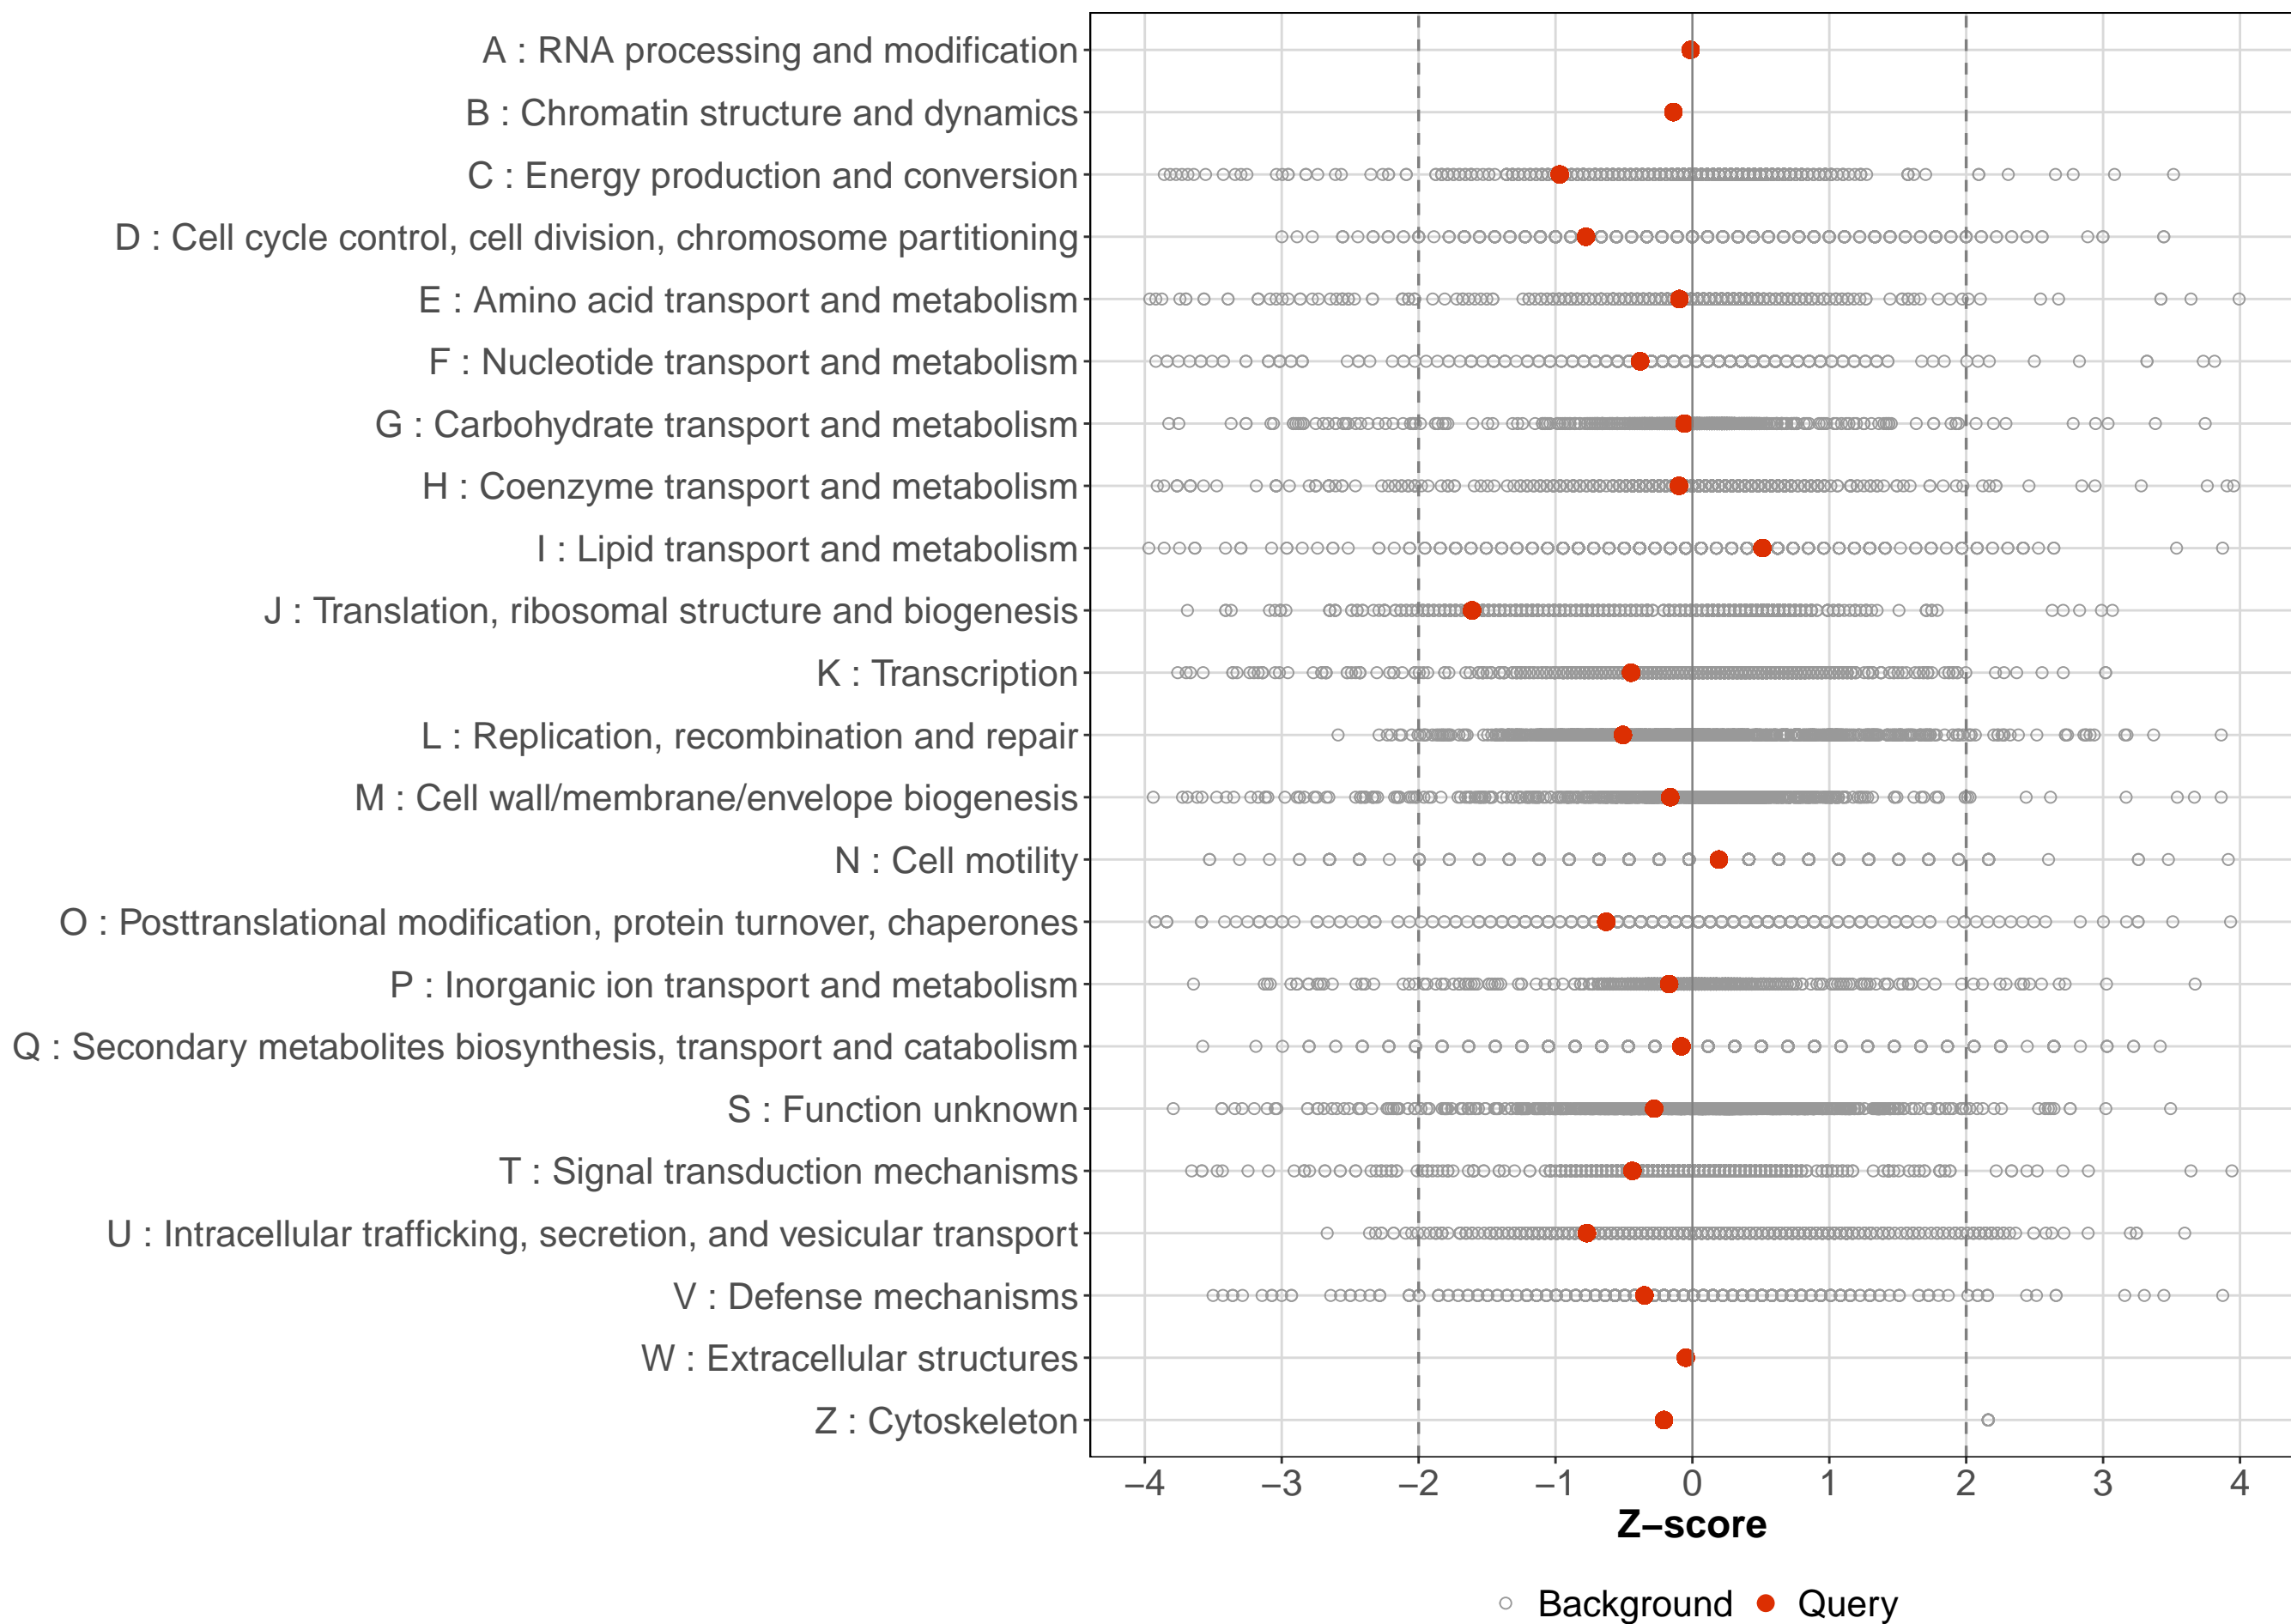 A : RNA processing and modification
B : Chromatin structure and dynamics
C : Energy production and conversion
D : Cell cycle control, cell division, chromosome partitioning
E : Amino acid transport and metabolism
F : Nucleotide transport and metabolism
G : Carbohydrate transport and metabolism
H : Coenzyme transport and metabolism
I : Lipid transport and metabolism
J : Translation, ribosomal structure and biogenesis
K : Transcription
L : Replication, recombination and repair
M : Cell wall/membrane/envelope biogenesis
N : Cell motility
O : Posttranslational modification, protein turnover, chaperones
P : Inorganic ion transport and metabolism
Q : Secondary metabolites biosynthesis, transport and catabolism
S : Function unknown
T : Signal transduction mechanisms
U : Intracellular trafficking, secretion, and vesicular transport
V : Defense mechanisms
W : Extracellular structures
Z : Cytoskeleton
−4 −3 −2 −1 0 1 2 3 4
Z−score
Background Query